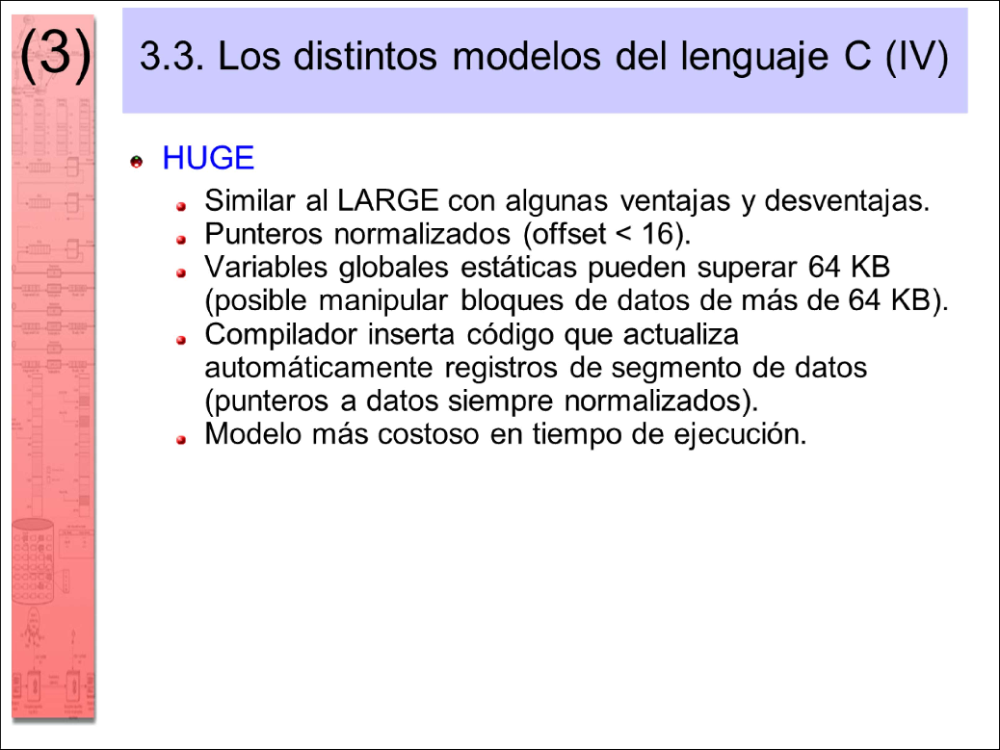 (3)
3.3. Los distintos modelos del lenguaje C (IV)
HUGE
Similar al LARGE con algunas ventajas y desventajas.
Punteros normalizados (offset < 16).
Variables globales estáticas pueden superar 64 KB
(posible manipular bloques de datos de más de 64 KB).
Compilador inserta código que actualiza
automáticamente registros de segmento de datos
(punteros a datos siempre normalizados).
Modelo más costoso en tiempo de ejecución.